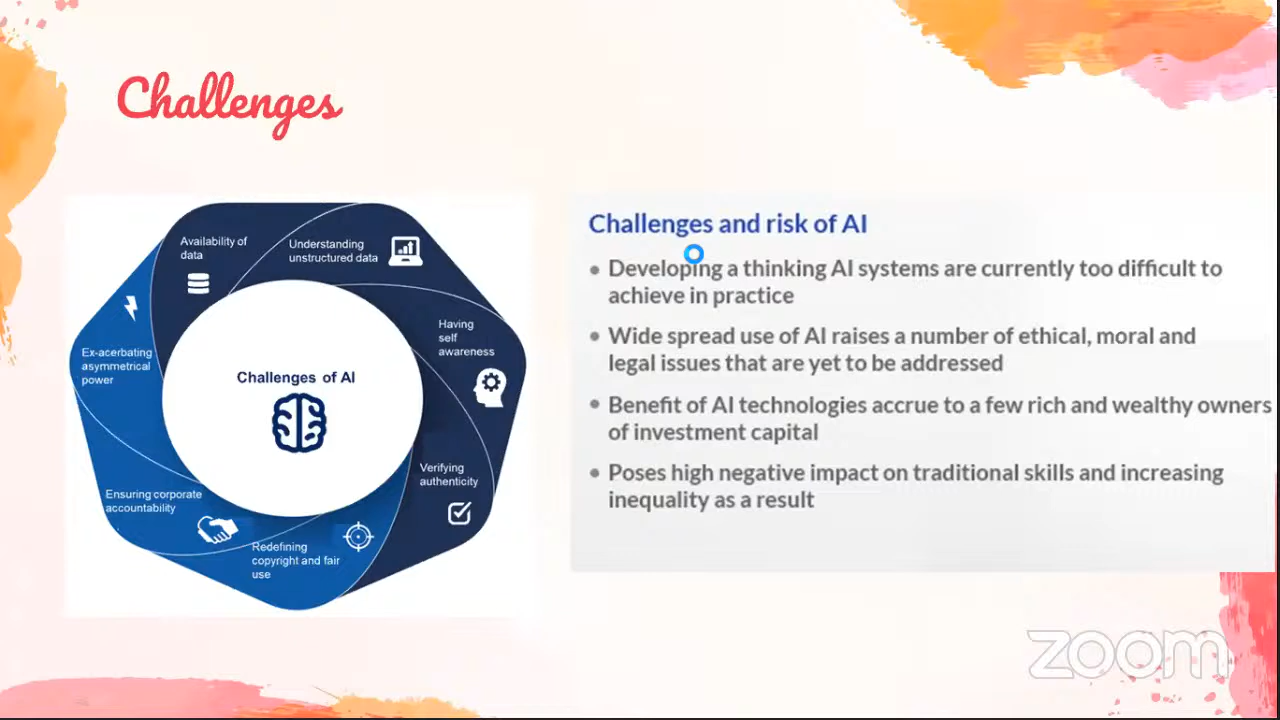 Challenges
Availability of
data
Understanding
unstructured data
Having
self
awareness
Verifying
authenticity
Redefining
copyright and fair
use
Ensuring corporate
accountability
Ex-acerbating
asymmetrical
power
Challenges of AI
Challenges and risk of AI
• Developing a thinking AI systems are currently too difficult to
achieve in practice
• Wide spread use of AI raises a number of ethical, moral and
legal issues that are yet to be addressed
• Benefit of AI technologies accrue to a few rich and wealthy owners
of investment capital
• Poses high negative impact on traditional skills and increasing
inequality as a result
zoom